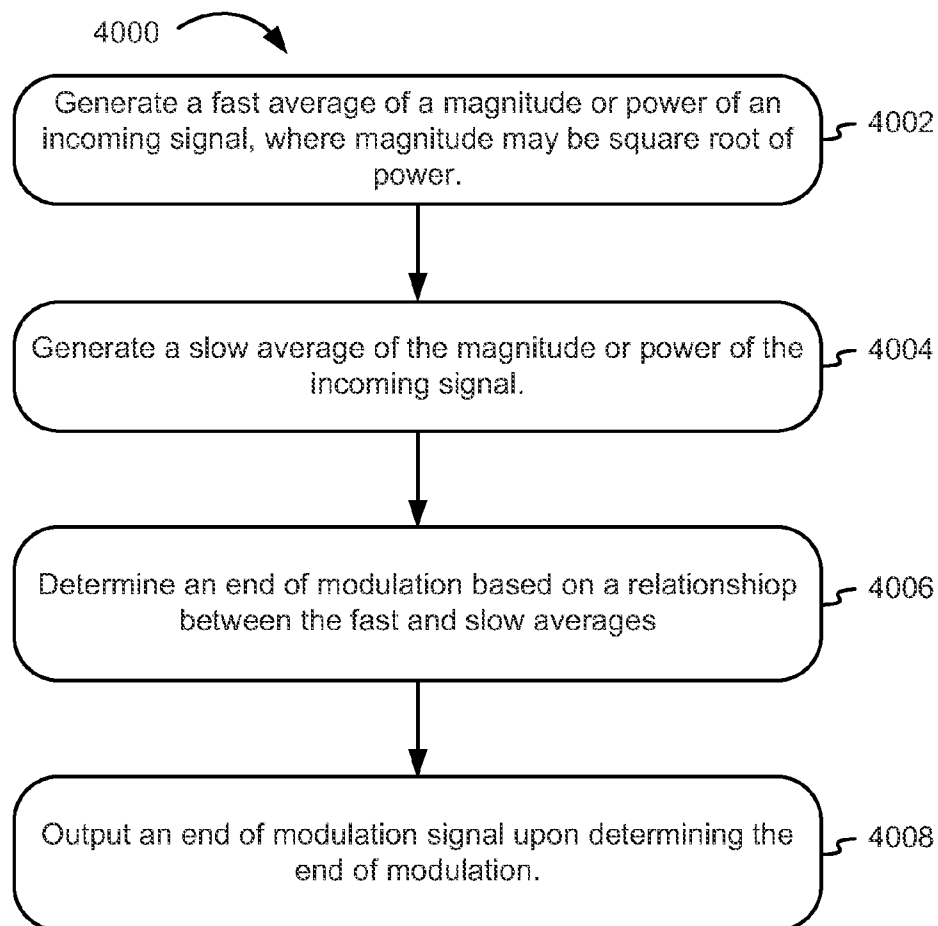 4000
Generate a fast average of a magnitude or power of an
incoming signal, where magnitude may be square root of
power.
4002
Generate a slow average of the magnitude or power of the
incoming signal.
4004
Determine an end of modulation based on a relationshiop
between the fast and slow averages
4006
Output an end of modulation signal upon determining the
end of modulation.
4008